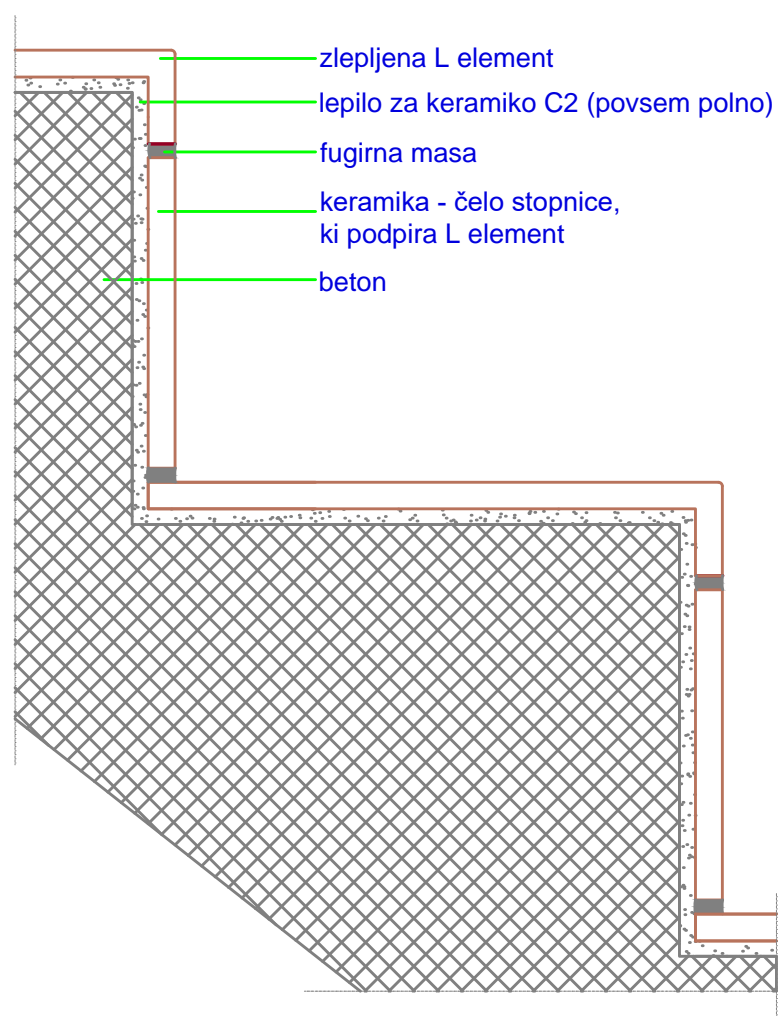 zlepljena L element
lepilo za keramiko C2 (povsem polno)
fugirna masa
keramika - čelo stopnice,
ki podpira L element
beton